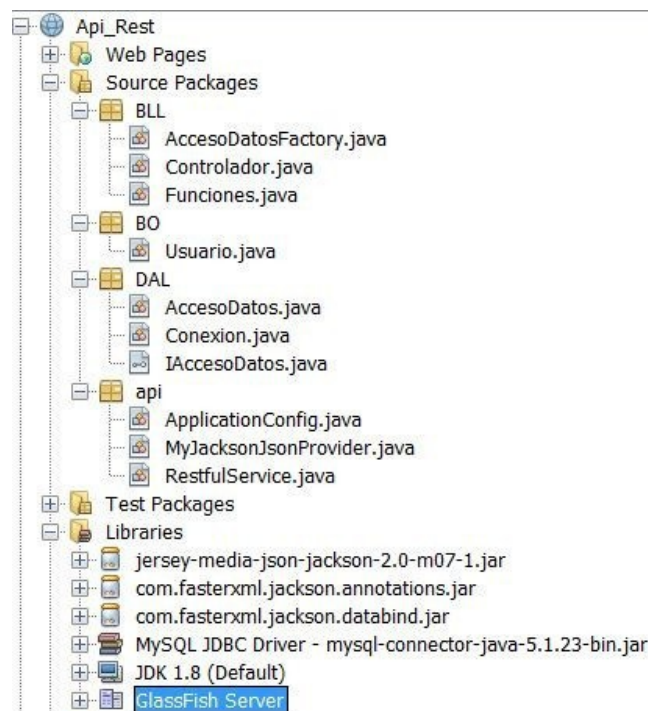 Api_Rest
Web Pages
Source Packages
BLL
AccesoDatosFactory.java
Controlador.java
Funciones.java
BO
Usuario.java
DAL
AccesoDatos.java
Conexion.java
IAccesoDatos.java
api
ApplicationConfig.java
MyJacksonJsonProvider.java
RestfulService.java
Test Packages
Libraries
jersey-media-json-jackson-2.0-m07-1.jar
com.fasterxml.jackson.annotations.jar
com.fasterxml.jackson.databind.jar
MySQL JDBC Driver - mysql-connector-java-5.1.23-bin.jar
JDK 1.8 (Default)
GlassFish Server